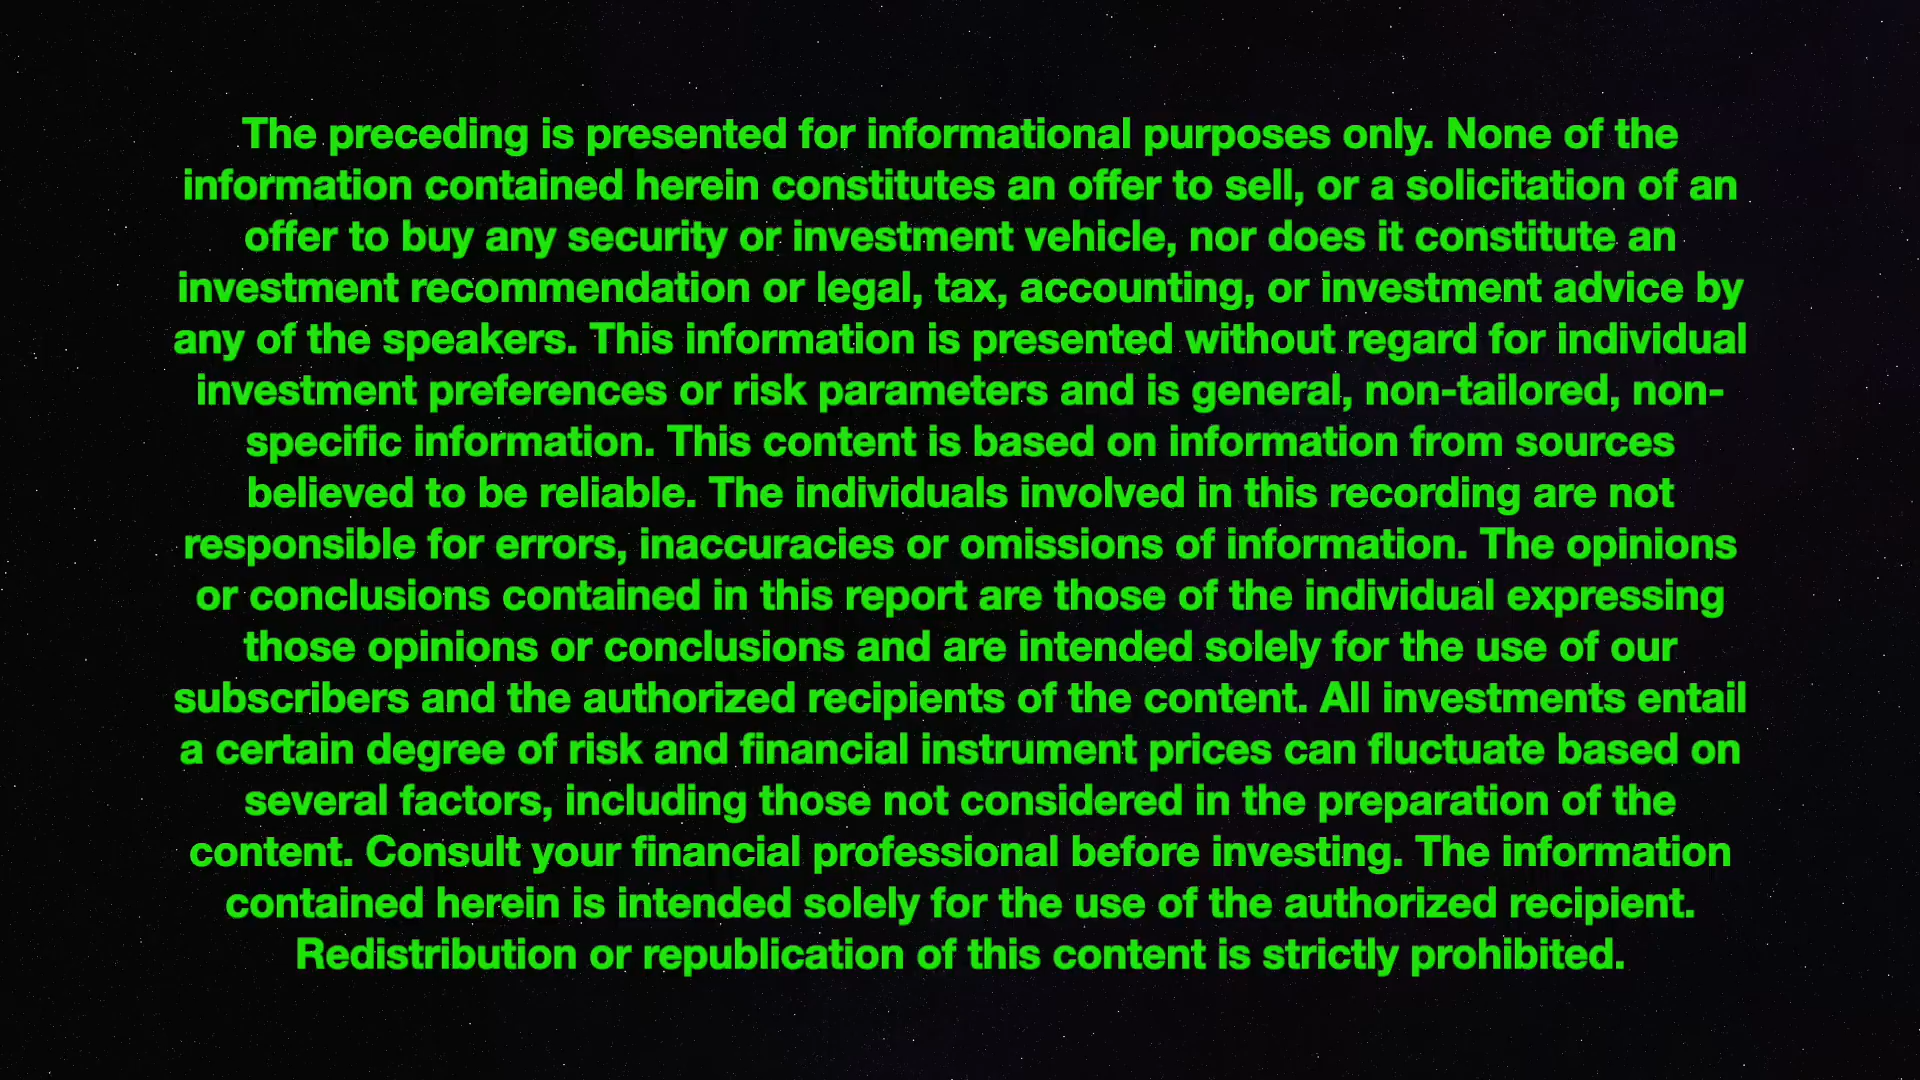 The preceding is presented for informational purposes only. None of the
information contained herein constitutes an offer to sell, or a solicitation of an
offer to buy any security or investment vehicle, nor does it constitute an
investment recommendation or legal, tax, accounting, or investment advice by
any of the speakers. This information is presented without regard for individual
investment preferences or risk parameters and is general, non-tailored, non-
specific information. This content is based on information from sources
believed to be reliable. The individuals involved in this recording are not
responsible for errors, inaccuracies or omissions of information. The opinions
or conclusions contained in this report are those of the individual expressing
those opinions or conclusions and are intended solely for the use of our
subscribers and the authorized recipients of the content. All investments entail
a certain degree of risk and financial instrument prices can fluctuate based on
several factors, including those not considered in the preparation of the
content. Consult your financial professional before investing. The information
contained herein is intended solely for the use of the authorized recipient.
Redistribution or republication of this content is strictly prohibited.